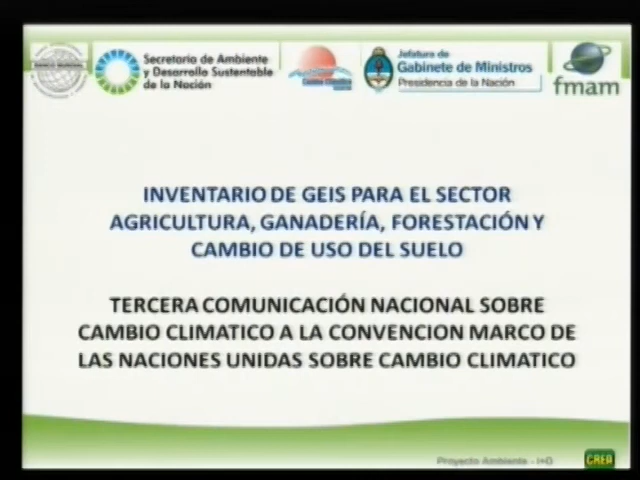 Secretaría de Ambiente
y Desarrollo Sustentable
de la Nación
Jefatura de
Gabinete de Ministros
Presidencia de la Nación
fmam
INVENTARIO DE GEIS PARA EL SECTOR
AGRICULTURA, GANADERÍA, FORESTACIÓN Y
CAMBIO DE USO DEL SUELO
TERCERA COMUNICACIÓN NACIONAL SOBRE
CAMBIO CLIMATICO A LA CONVENCION MARCO DE
LAS NACIONES UNIDAS SOBRE CAMBIO CLIMATICO
Proyecto Ambiente - I+D
CREA